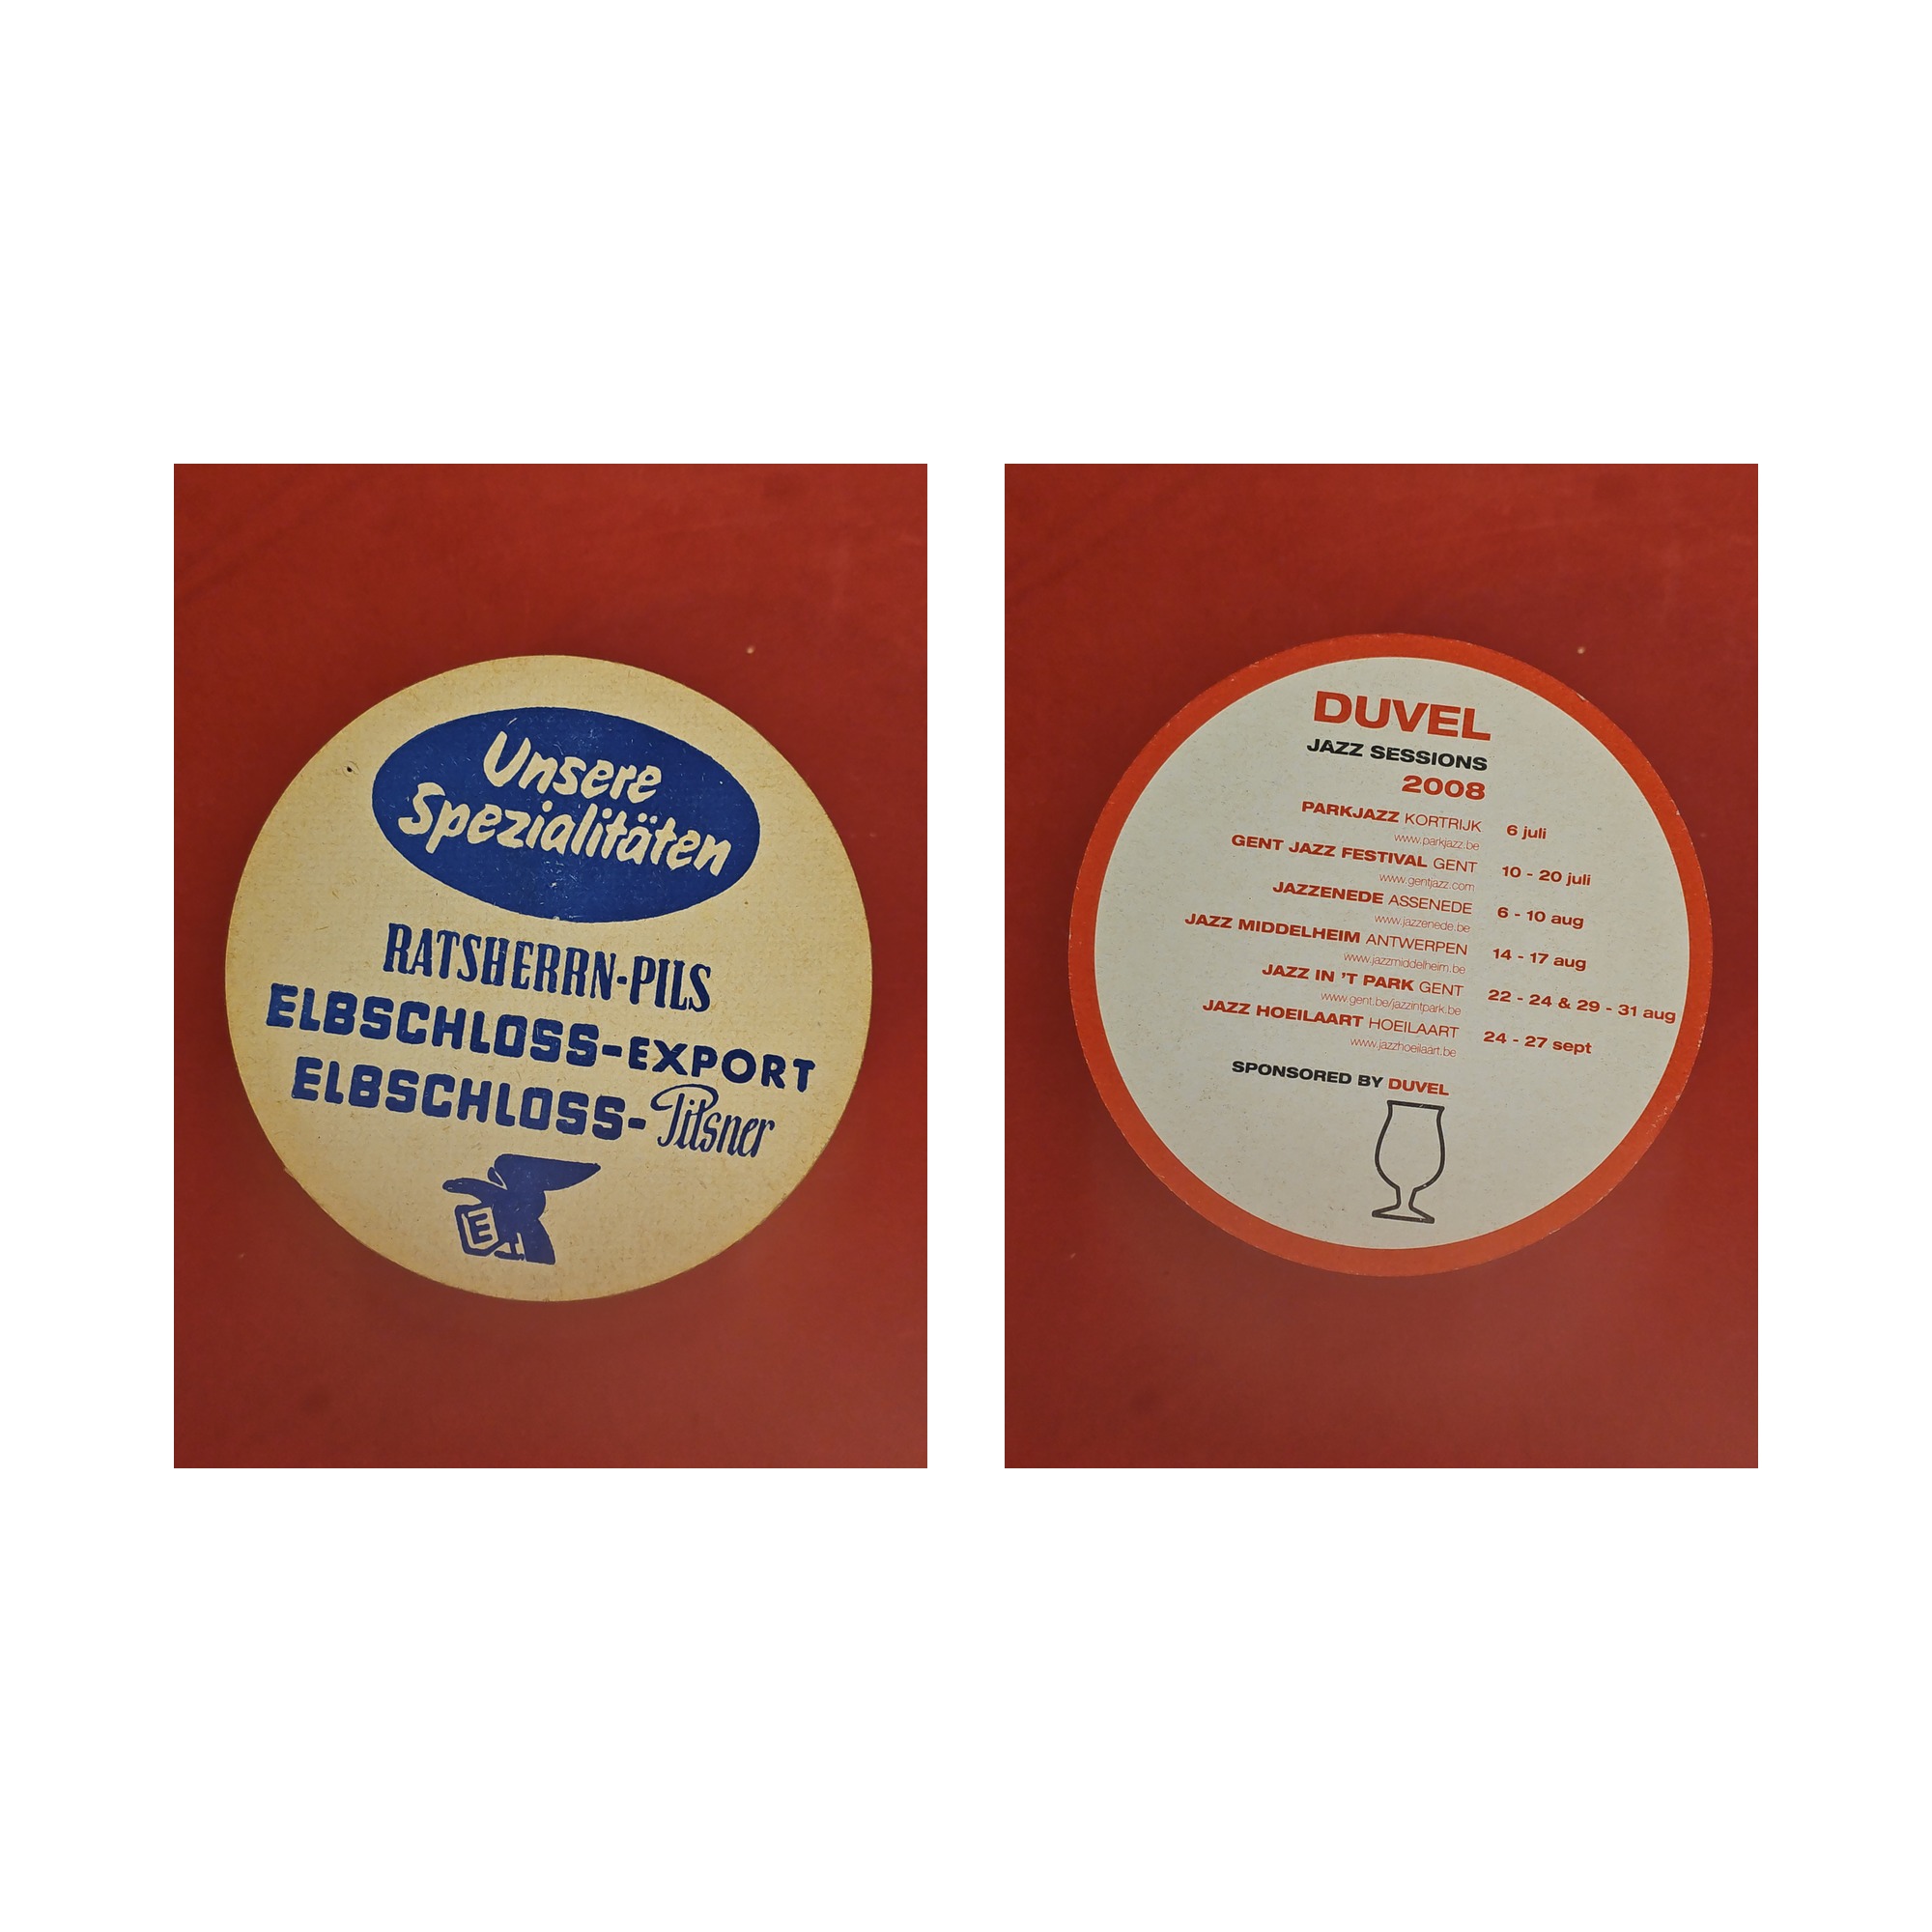 Unsere
Spezialitäten
RATSHERRN-PILS
ELBSCHLOSS-EXPORT
ELBSCHLOSS-Pilsner
E
DUVEL
JAZZ SESSIONS
2008
PARKJAZZ KORTRIJK 6 juli
www.parkjazz.be
GENT JAZZ FESTIVAL GENT 10 - 20 juli
www.gentjazz.com
JAZZENEDE ASSENEDE 6 - 10 aug
www.jazzenede.be
JAZZ MIDDELHEIM ANTWERPEN 14 - 17 aug
www.jazzmiddelheim.be
JAZZ IN 'T PARK GENT 22 - 24 & 29 - 31 aug
www.gent.be/jazzintpark.be
JAZZ HOEILAART HOEILAART 24 - 27 sept
www.jazzhoeilaart.be
SPONSORED BY DUVEL